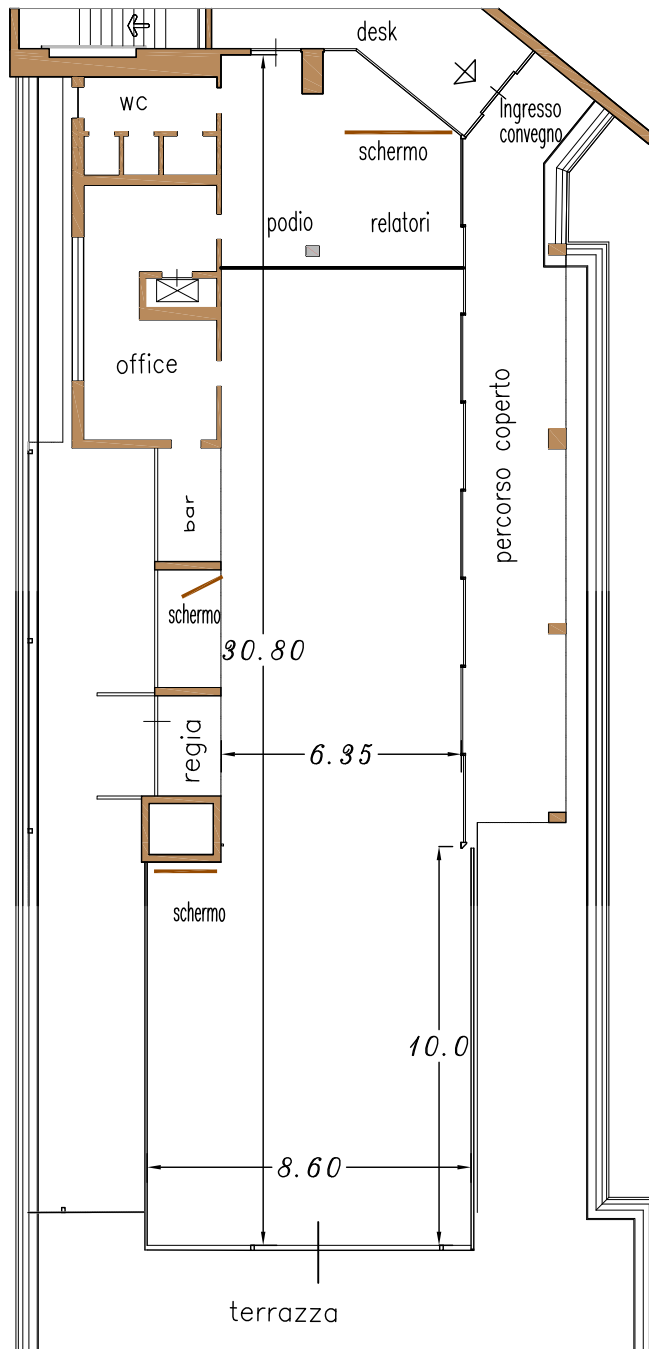 desk
wc
Ingresso
convegno
schermo
podio
relatori
office
percorso coperto
bar
schermo
30.80
regia
6.35
schermo
10.0
8.60
terrazza